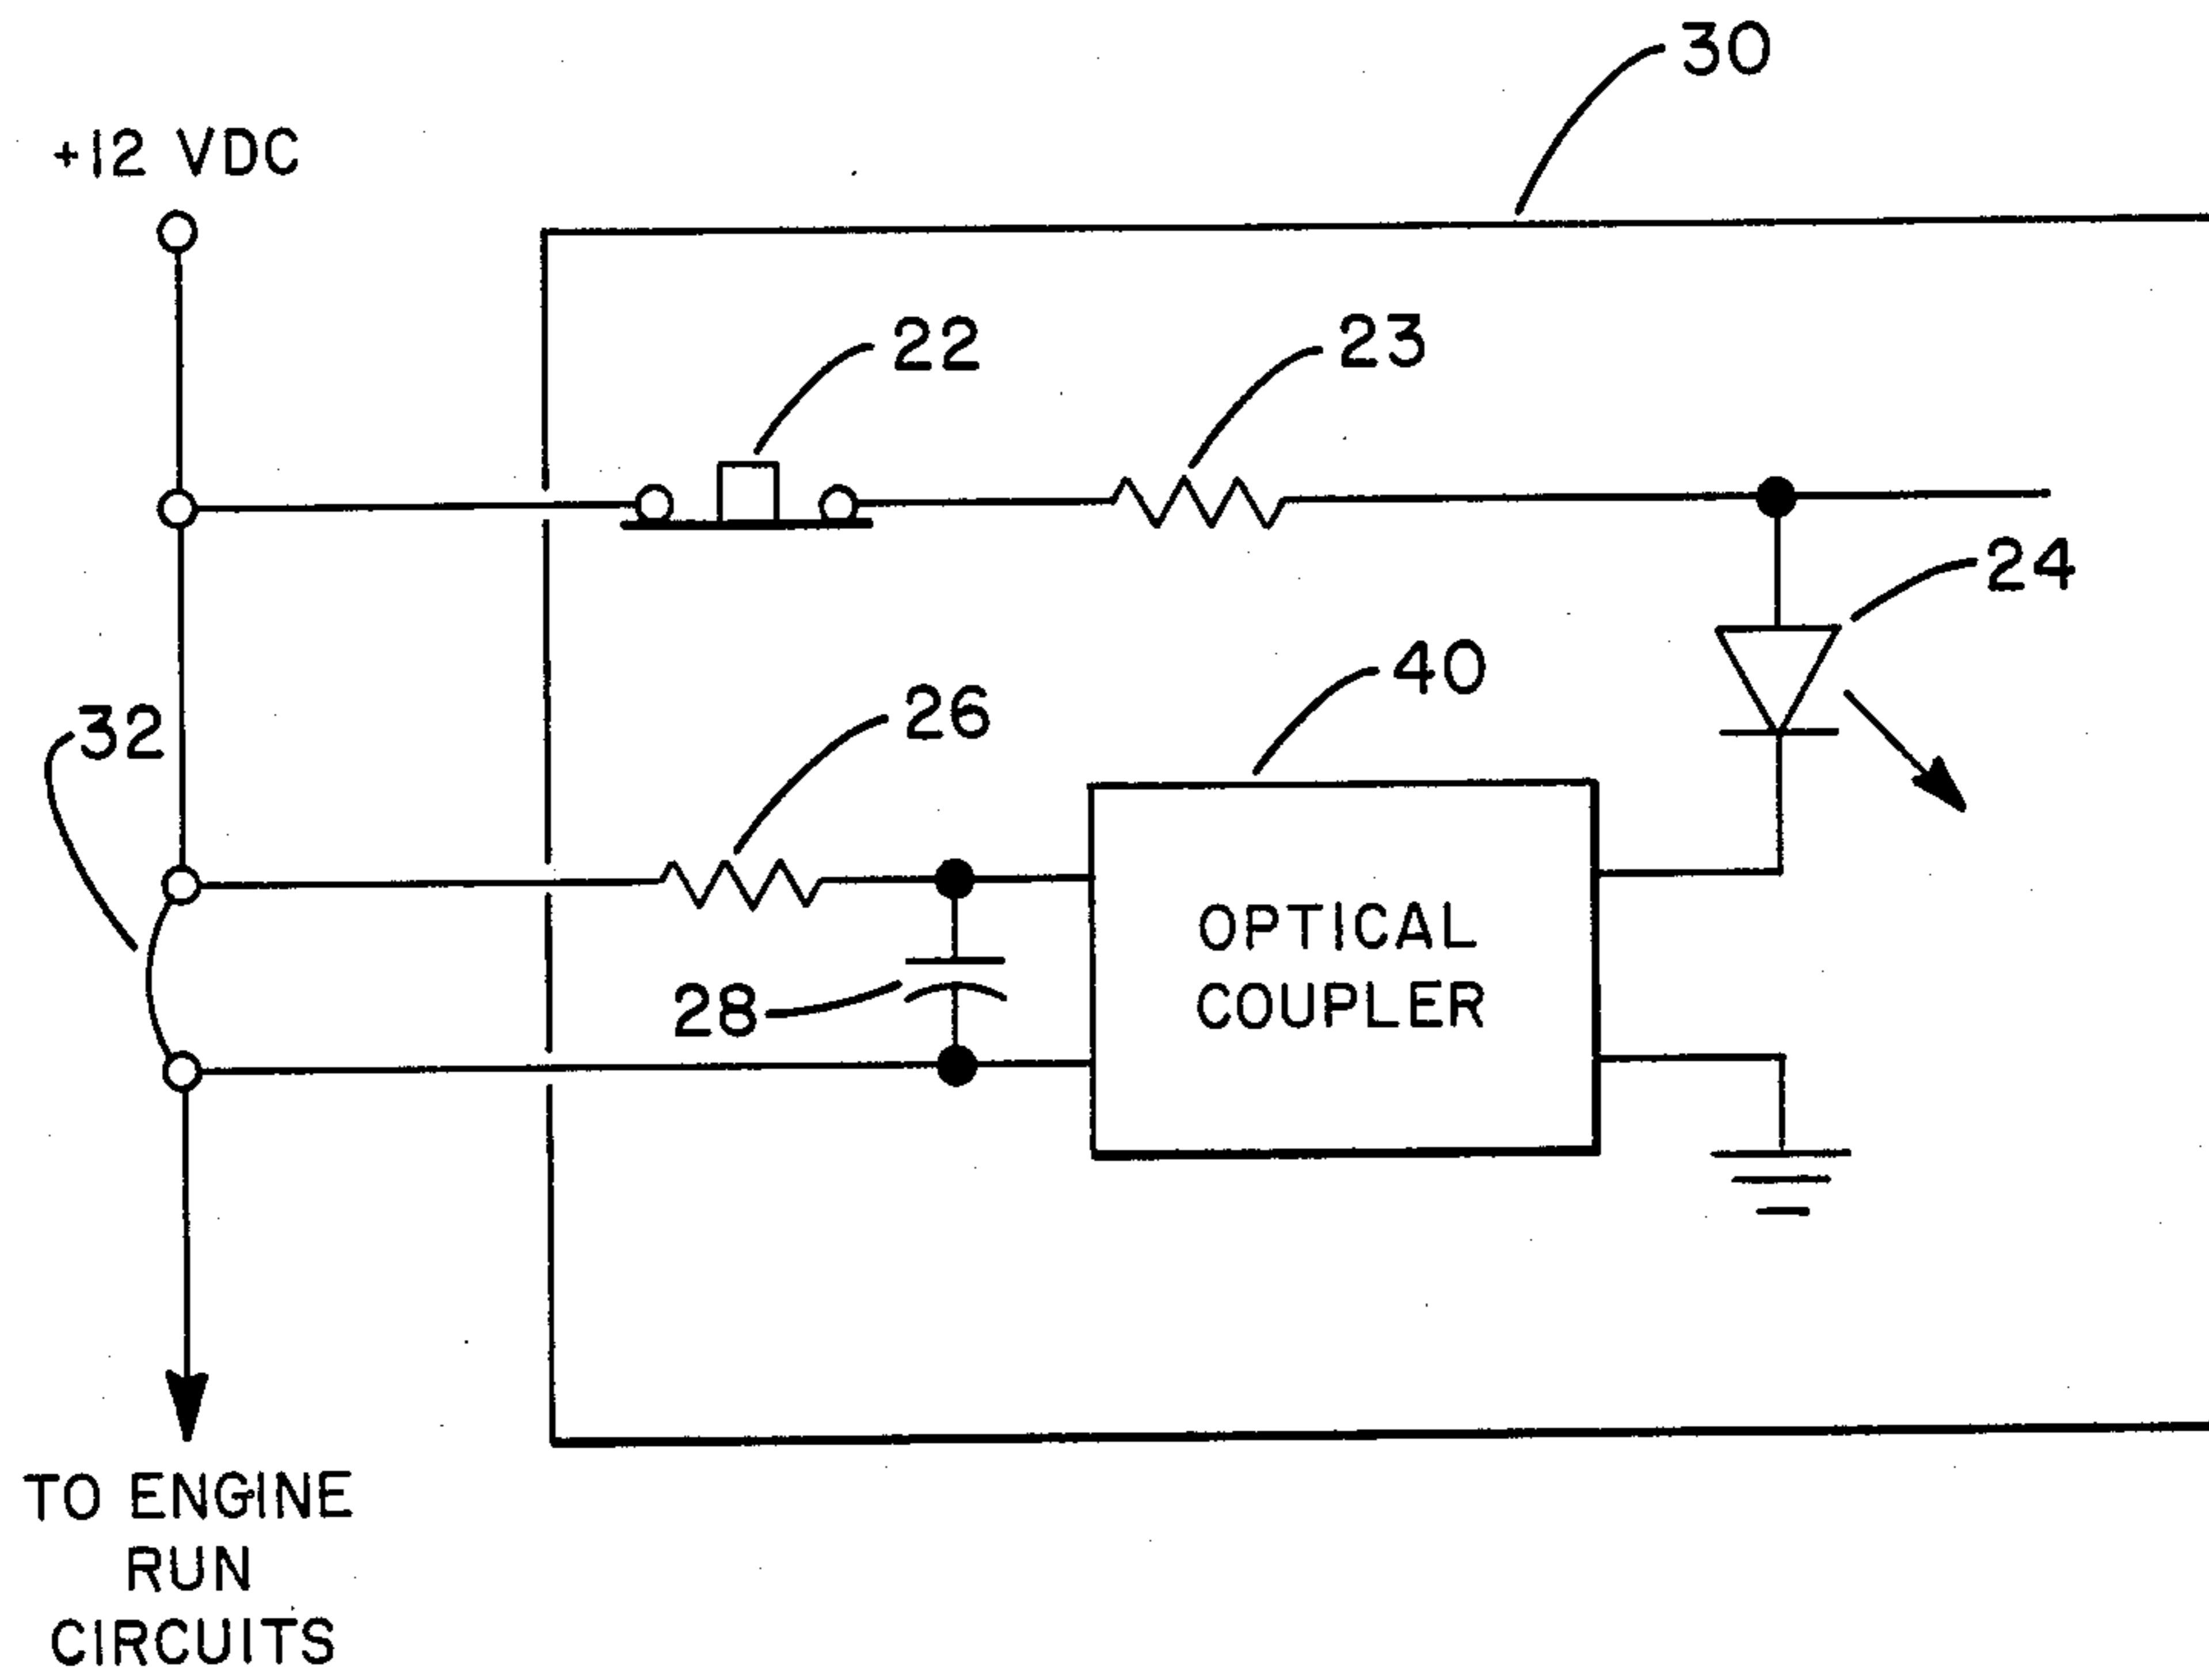 30
+12 VDC
22
23
24
40
26
32
OPTICAL
COUPLER
28
TO ENGINE
RUN
CIRCUITS